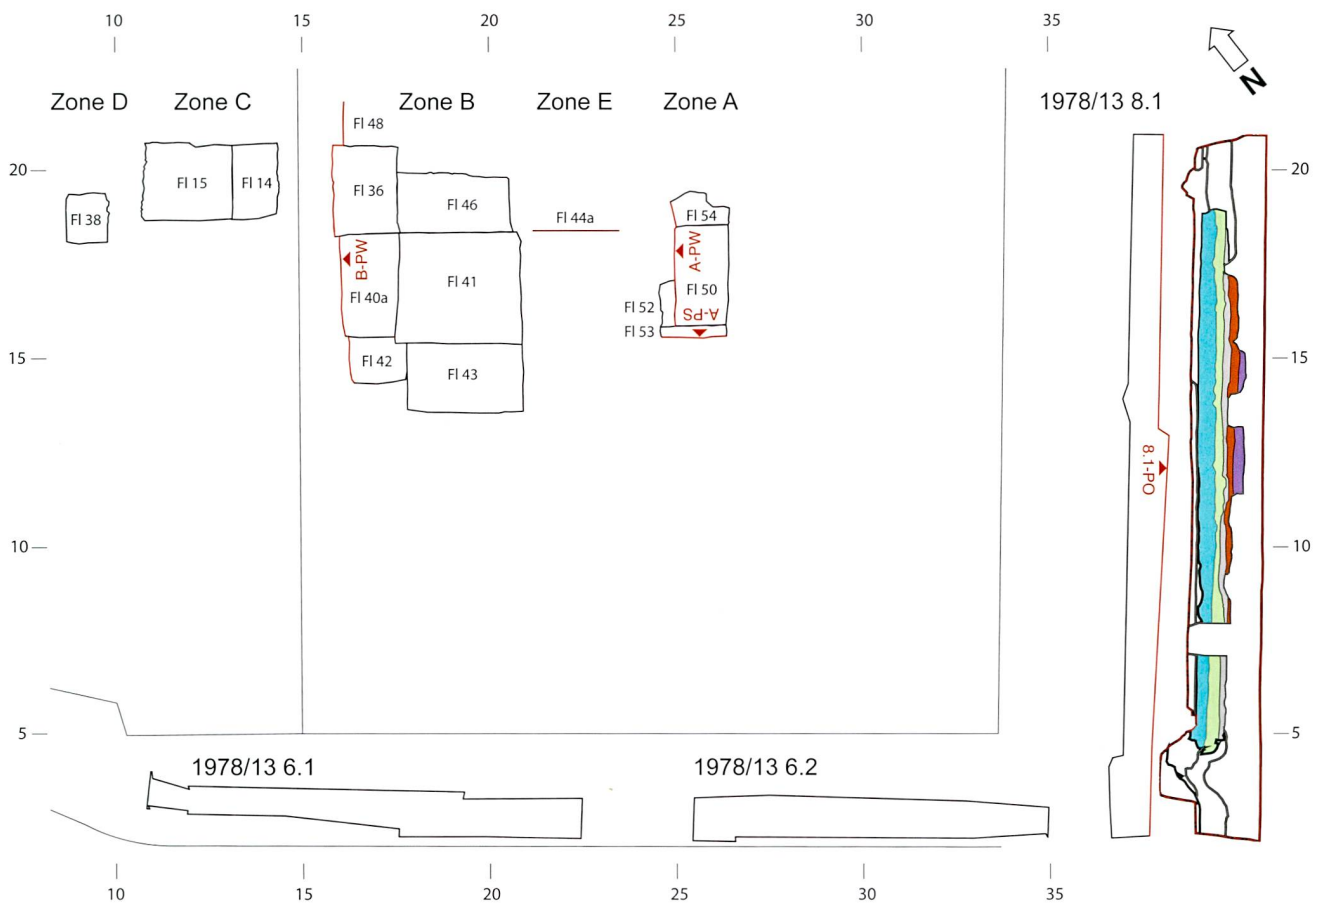 10 15 20 25 30 35
N
Zone D Zone C Zone B Zone E Zone A 1978/13 8.1
Fl 48
20 20
Fl 15 Fl 14 Fl 36
Fl 46
Fl 38 Fl 44a Fl 54
B-PW A-PW
Fl 41
Fl 40a Fl 50
Fl 52 A-PS
Fl 53
15 15
Fl 42
Fl 43
8.1-PO
10 10
5 5
1978/13 6.1 1978/13 6.2
10 15 20 25 30 35